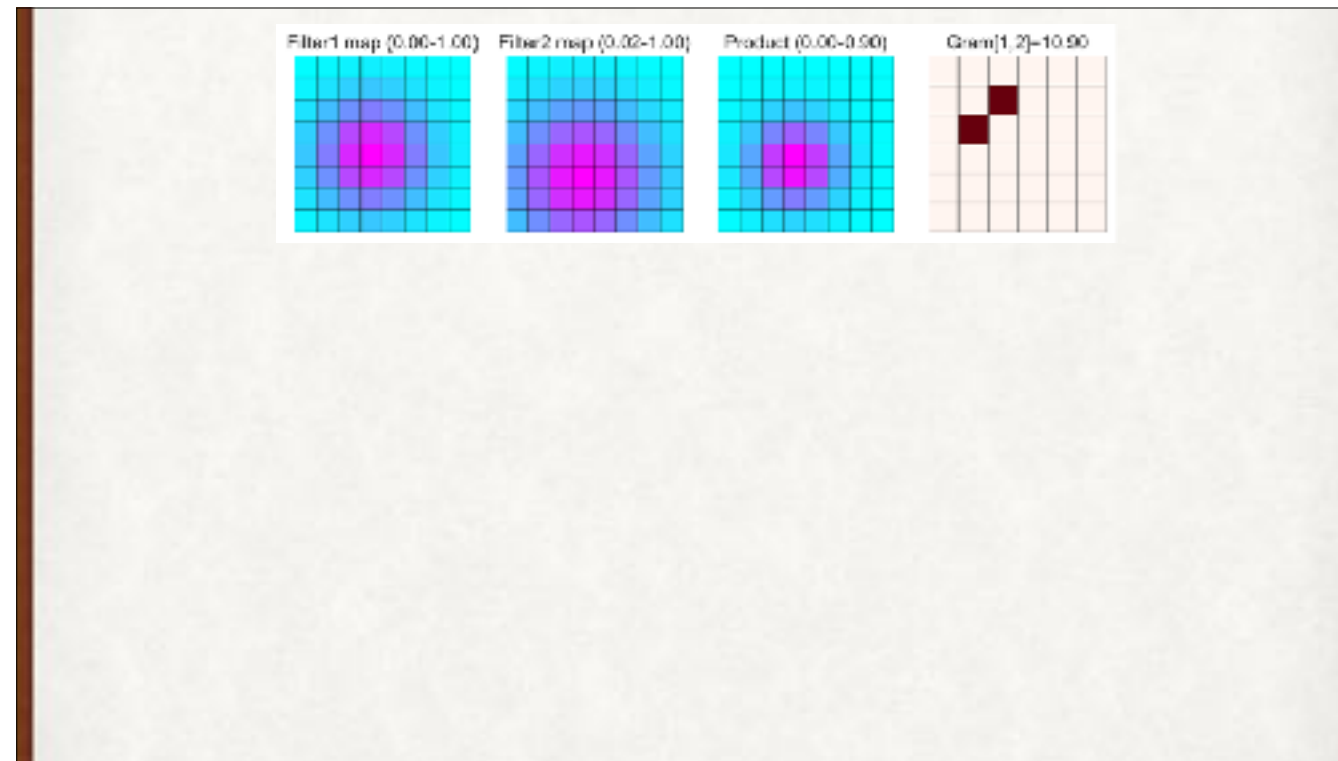 Filter1 map (0.00-1.00)
Filter2 map (0.02-1.00)
Product (0.00-0.90)
Gram[1,2]=10.90